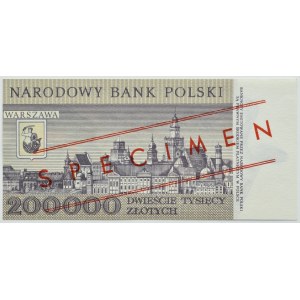 NARODOWY BANK POLSKI
WARSZAWA
SPECIMEN
200000
DWIEŚCIE TYSIĘCY
ZŁOTYCH